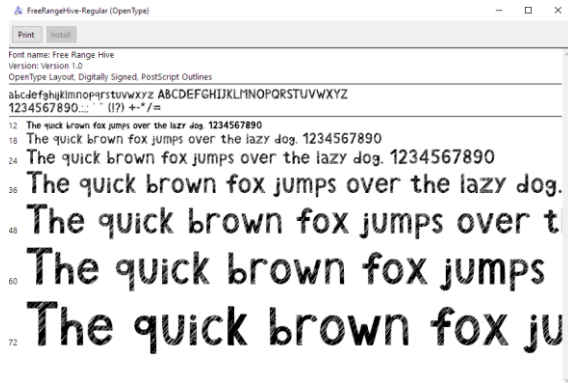 FreeRangeHive-Regular (OpenType)
Print Install
Font name: Free Range Hive
Version: Version 1.0
OpenType Layout, Digitally Signed, PostScript Outlines
abcdefghijklmnopqrstuvwxyz ABCDEFGHIJKLMNOPQRSTUVWXYZ
1234567890.:,; ' " (!?) +-*/=
12 The quick brown fox jumps over the lazy dog. 1234567890
18 The quick brown fox jumps over the lazy dog. 1234567890
24 The quick brown fox jumps over the lazy dog. 1234567890
36 The quick brown fox jumps over the lazy dog.
48 The quick brown fox jumps over t
60 The quick brown fox jumps
72 The quick brown fox ju